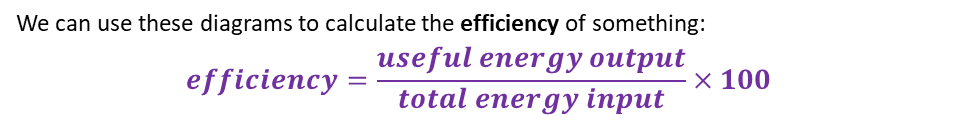 We can use these diagrams to calculate the efficiency of something:
efficiency = useful energy output / total energy input × 100